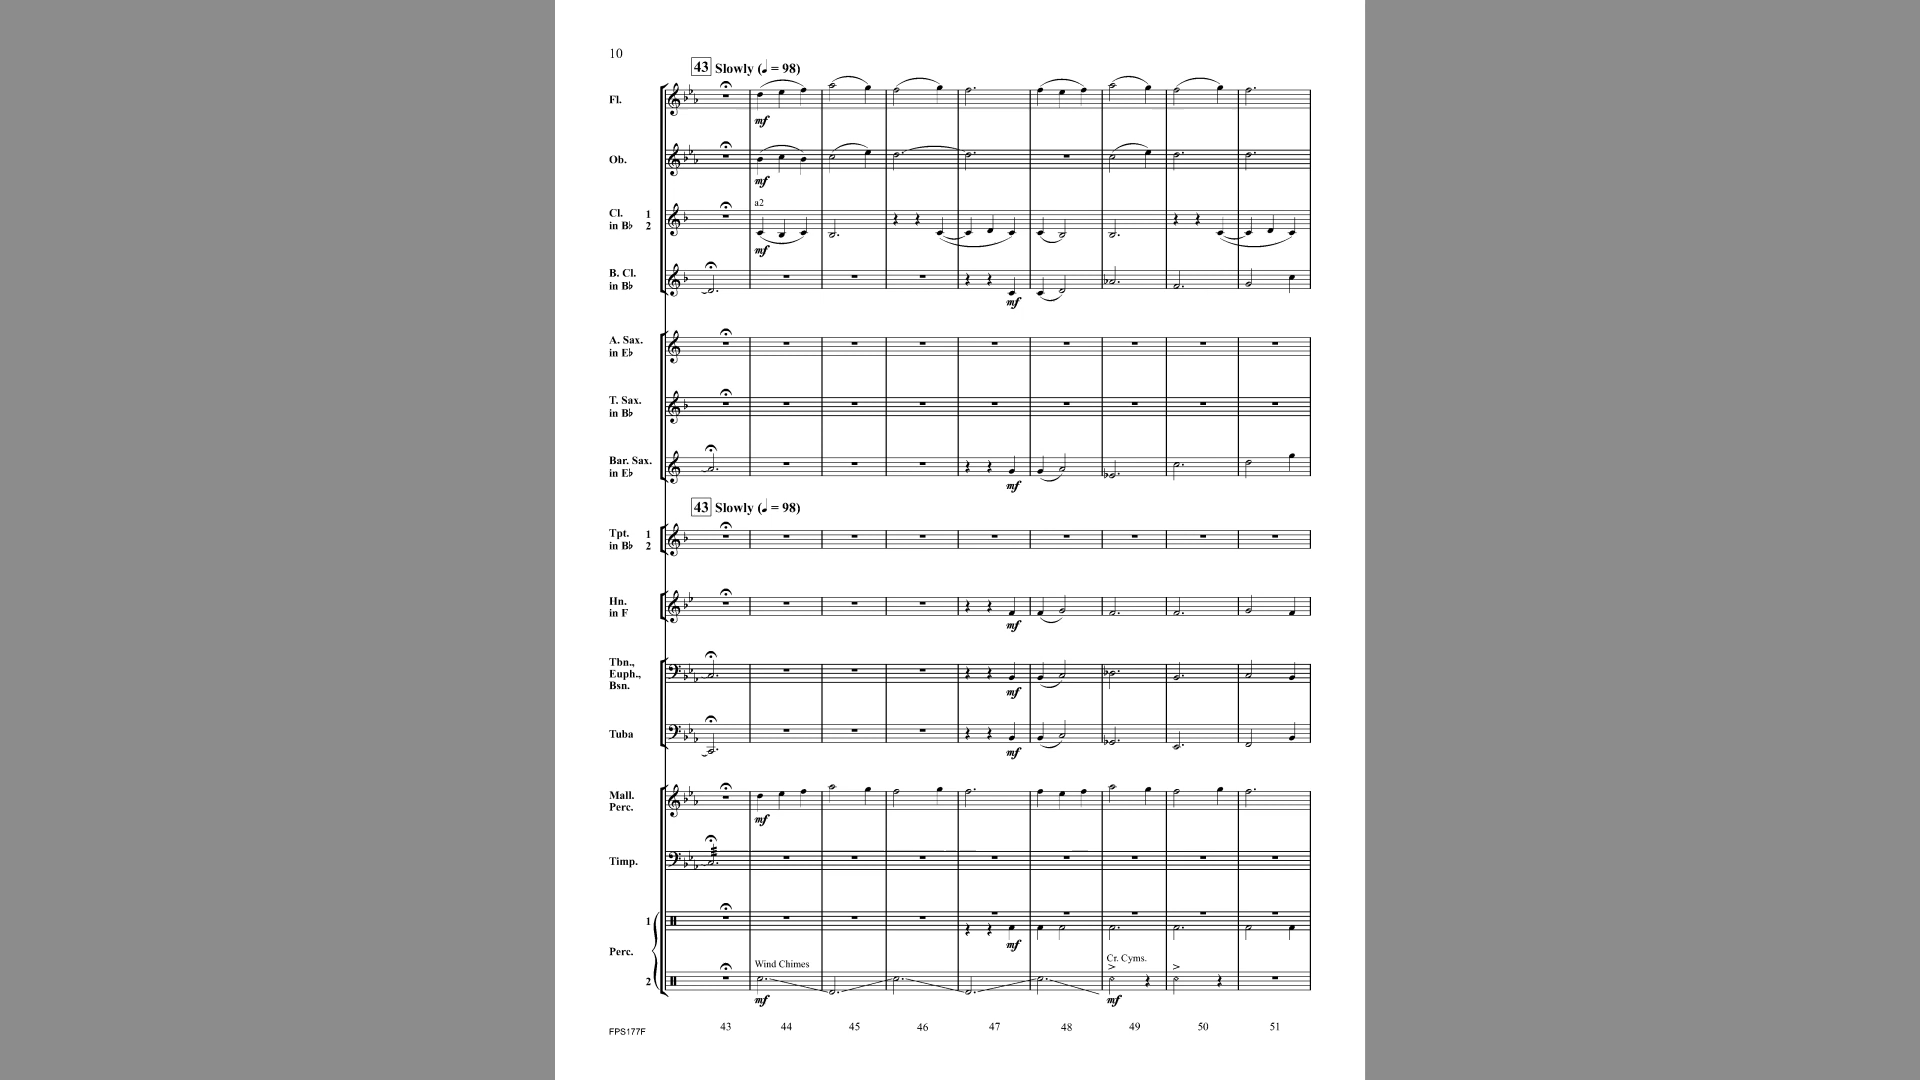 10
43 Slowly (♩ = 98)
Fl.
mf
Ob.
mf
a2
Cl. 1
in B♭ 2
mf
B. Cl.
in B♭
mf
A. Sax.
in E♭
T. Sax.
in B♭
Bar. Sax.
in E♭
mf
43 Slowly (♩ = 98)
Tpt. 1
in B♭ 2
Hn.
in F
mf
Tbn.,
Euph.,
Bsn.
mf
Tuba
mf
Mall.
Perc.
mf
Timp.
1
mf
Perc.
Wind Chimes Cr. Cyms.
2
mf mf
43 44 45 46 47 48 49 50 51
FPS177F